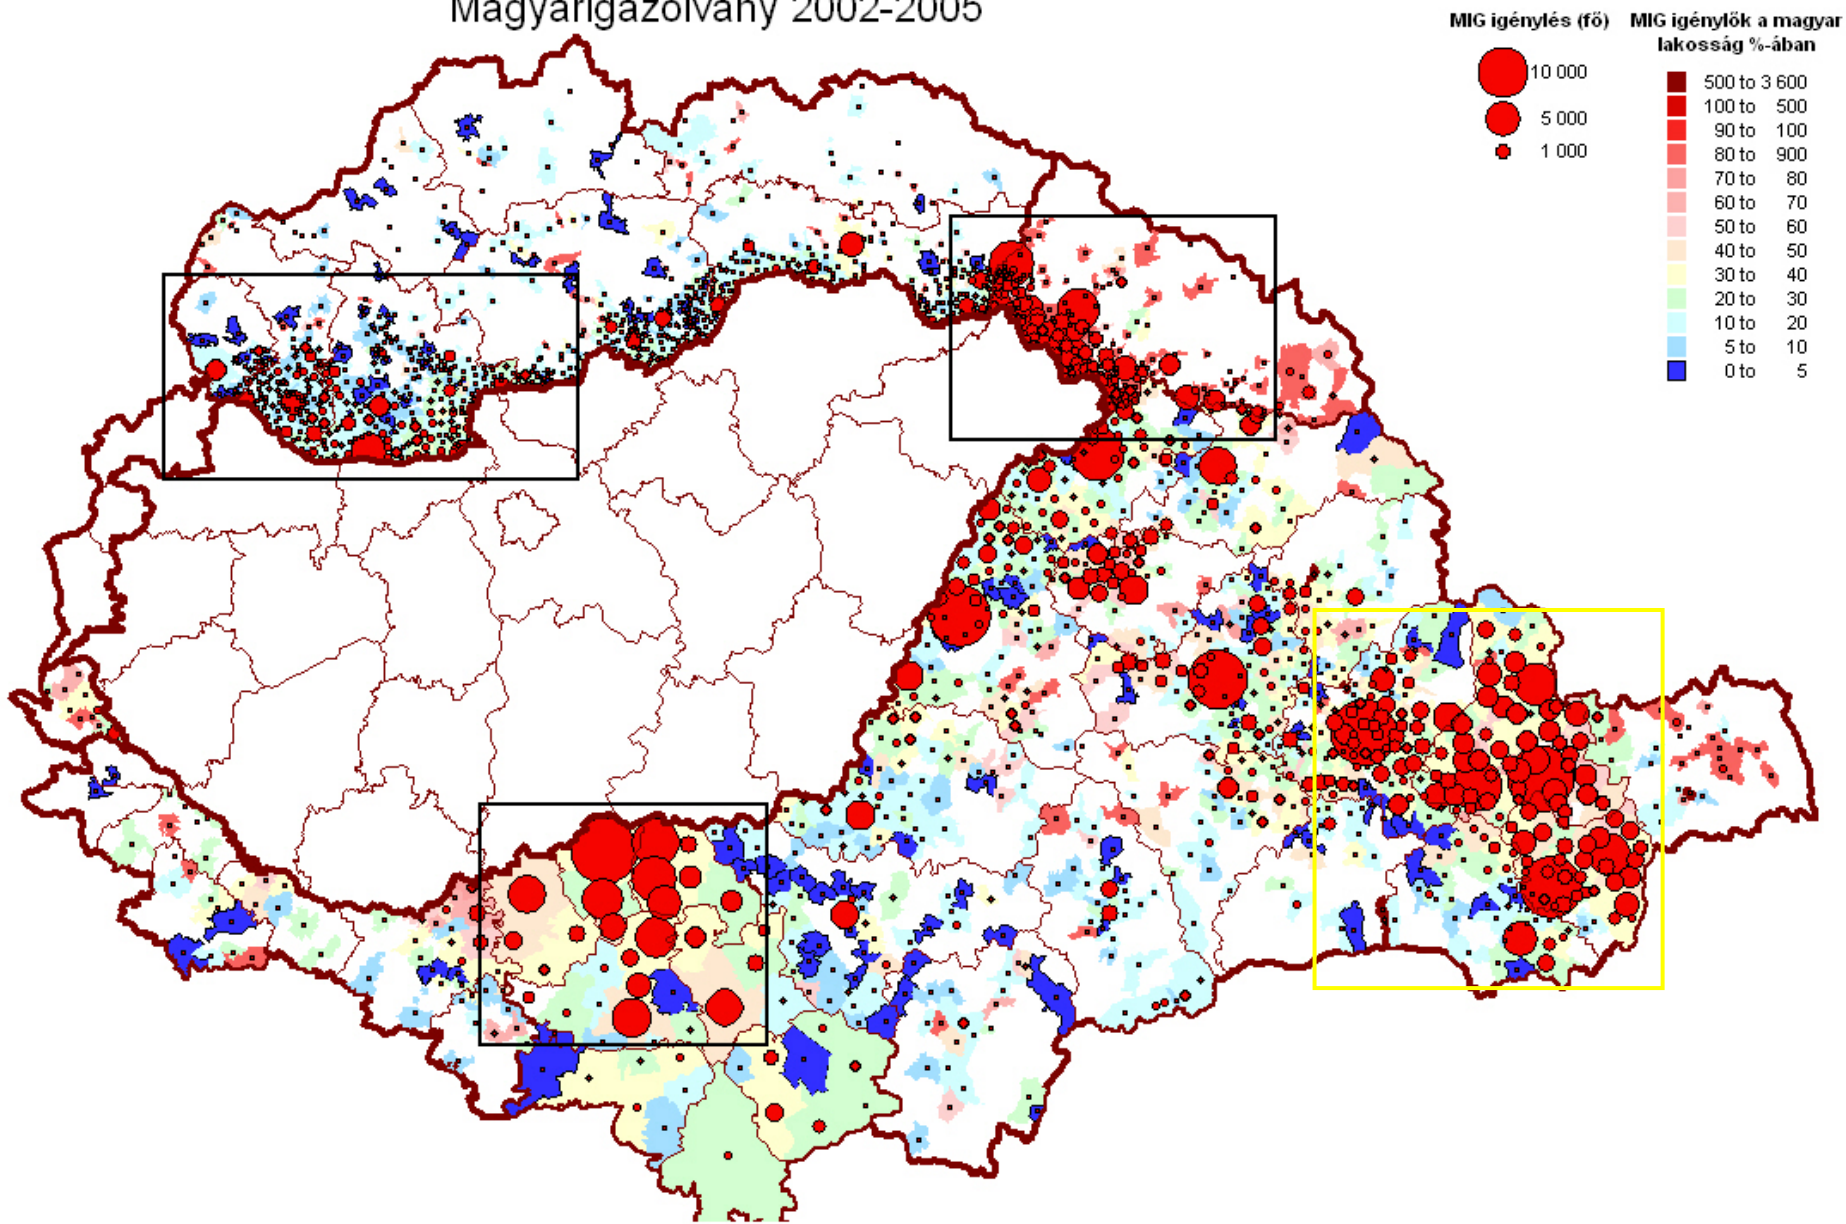 Magyarigazolvány 2002-2005
MIG igénylés (fő)
10 000
5 000
1 000
MIG igénylők a magyar
lakosság %-ában
500 to 3 600
100 to 500
90 to 100
80 to 900
70 to 80
60 to 70
50 to 60
40 to 50
30 to 40
20 to 30
10 to 20
5 to 10
0 to 5